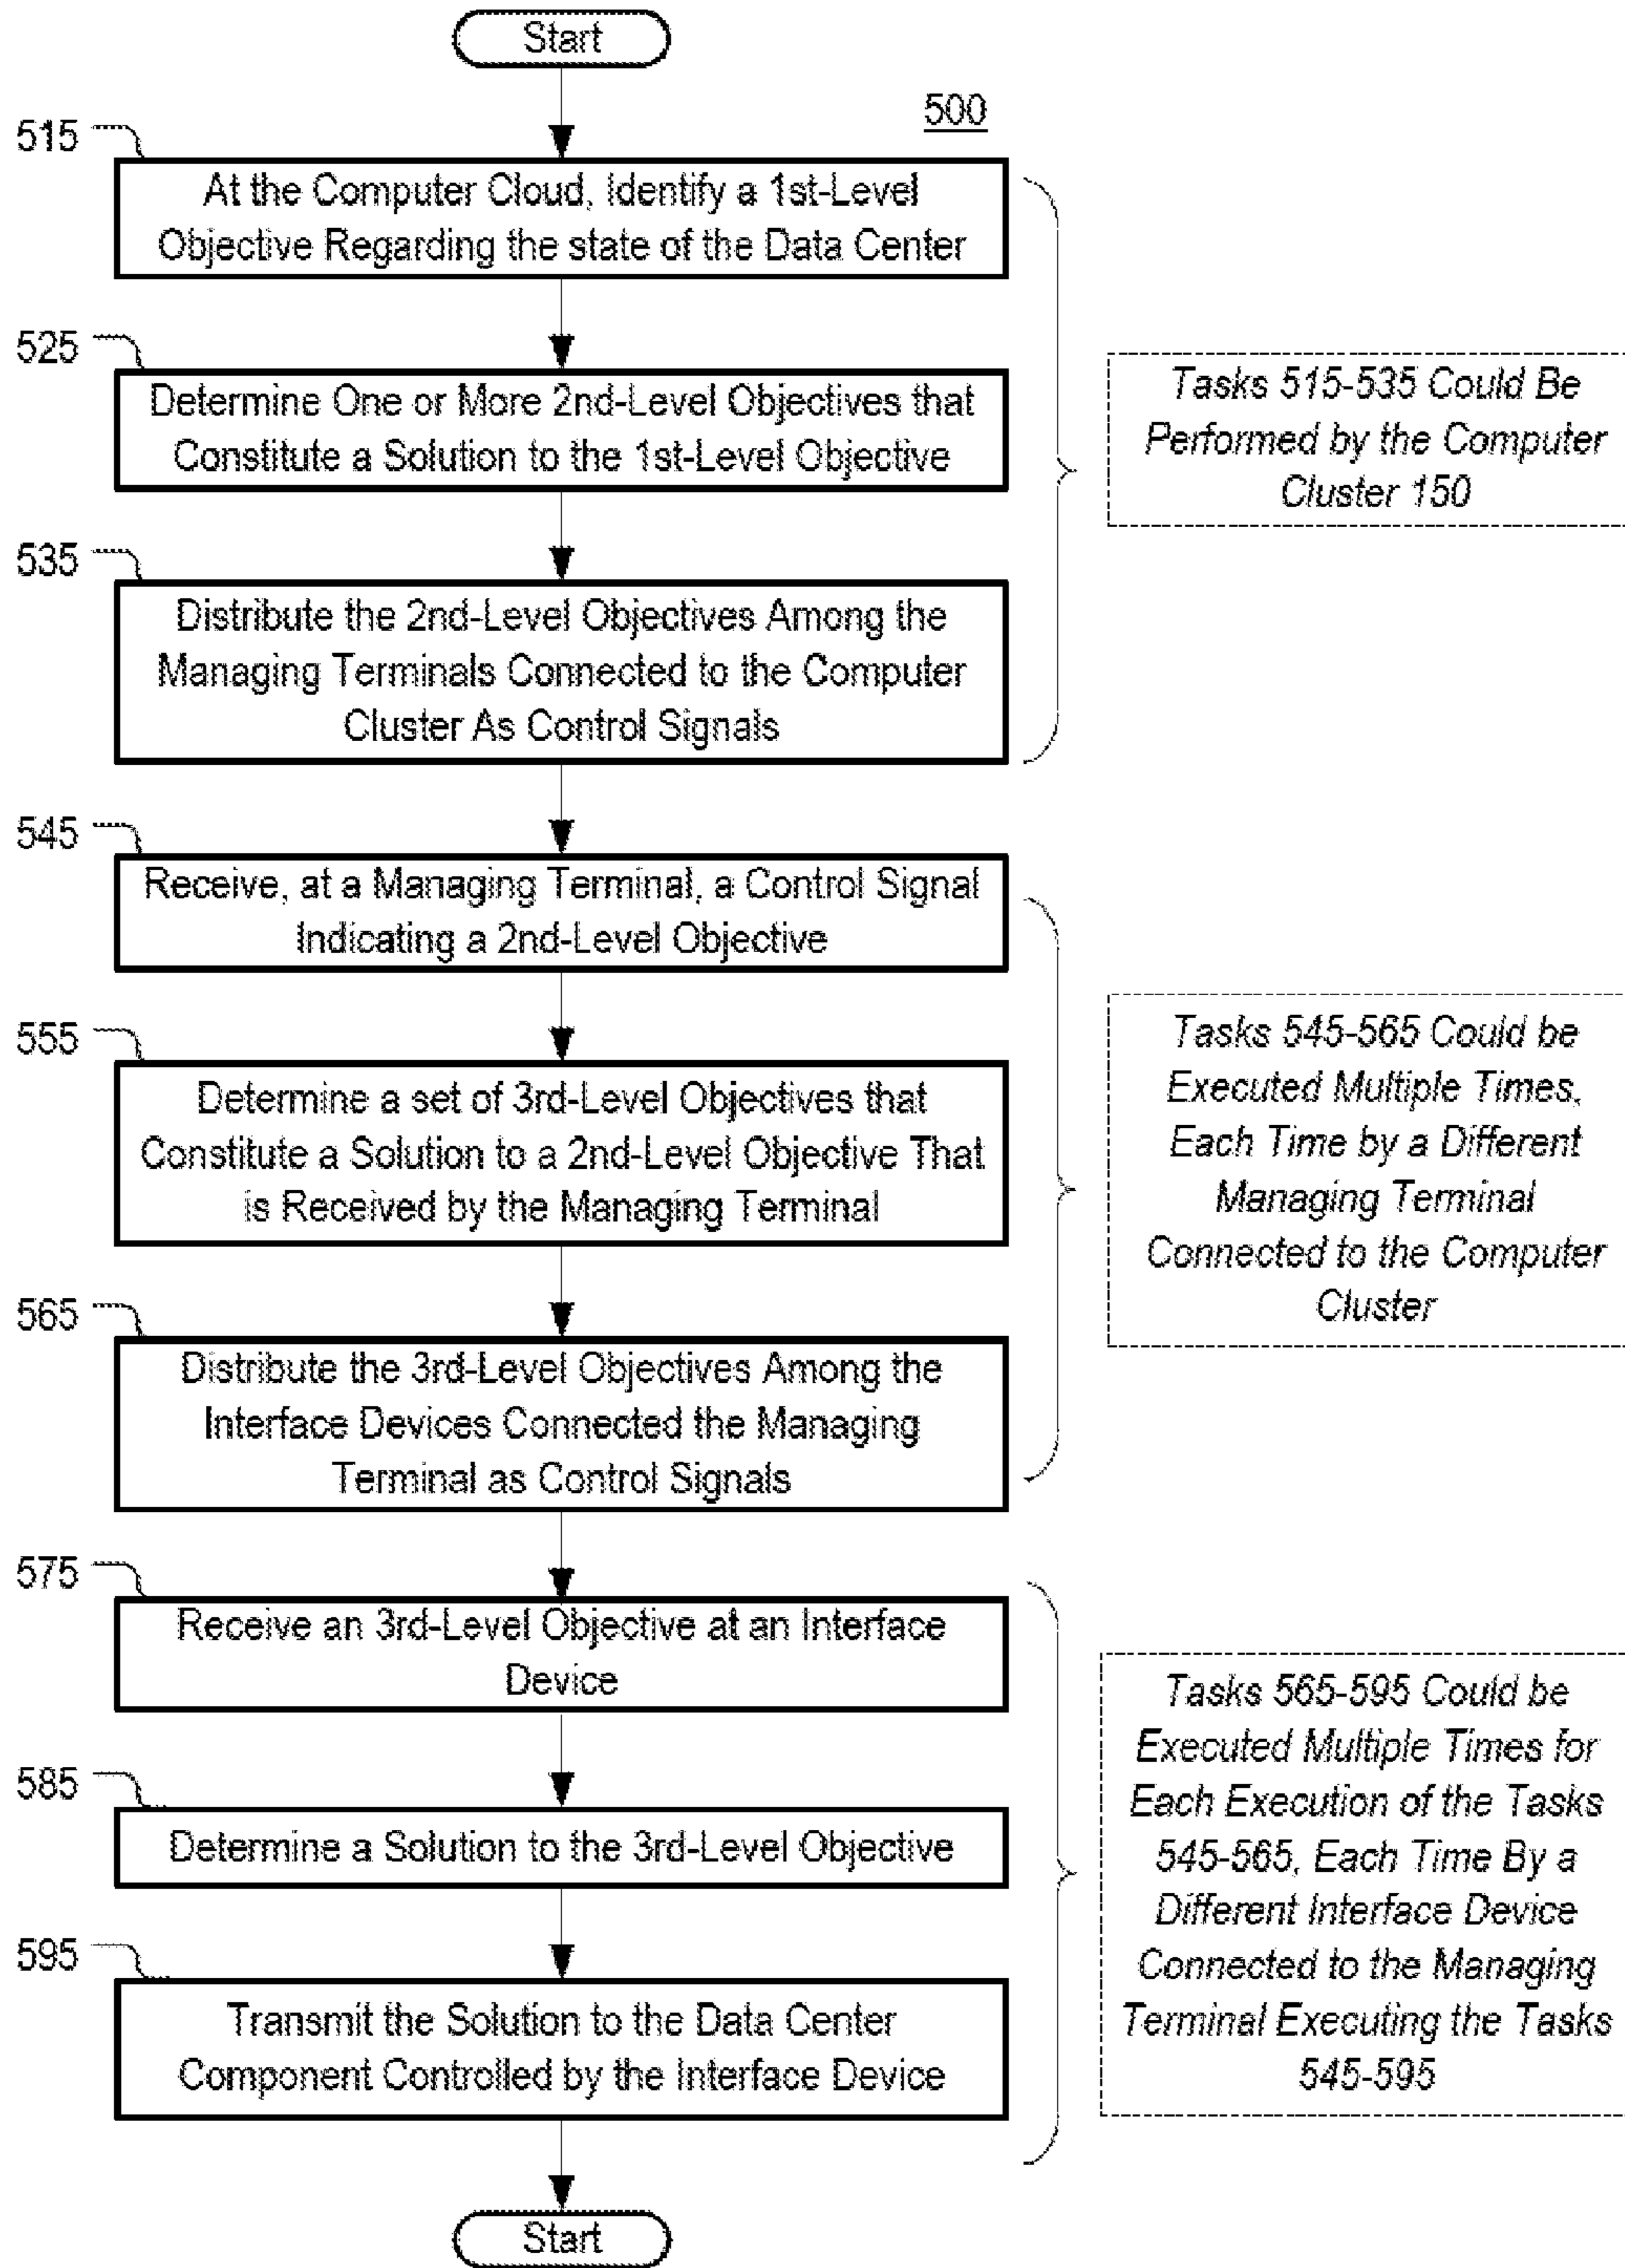 Start
500
515
At the Computer Cloud, Identify a 1st-Level
Objective Regarding the state of the Data Center
525
Determine One or More 2nd-Level Objectives that
Constitute a Solution to the 1st-Level Objective
535
Distribute the 2nd-Level Objectives Among the
Managing Terminals Connected to the Computer
Cluster As Control Signals
Tasks 515-535 Could Be
Performed by the Computer
Cluster 150
545
Receive, at a Managing Terminal, a Control Signal
Indicating a 2nd-Level Objective
555
Determine a set of 3rd-Level Objectives that
Constitute a Solution to a 2nd-Level Objective That
is Received by the Managing Terminal
565
Distribute the 3rd-Level Objectives Among the
Interface Devices Connected the Managing
Terminal as Control Signals
Tasks 545-565 Could be
Executed Multiple Times,
Each Time by a Different
Managing Terminal
Connected to the Computer
Cluster
575
Receive an 3rd-Level Objective at an Interface
Device
585
Determine a Solution to the 3rd-Level Objective
595
Transmit the Solution to the Data Center
Component Controlled by the Interface Device
Tasks 565-595 Could be
Executed Multiple Times for
Each Execution of the Tasks
545-565, Each Time By a
Different Interface Device
Connected to the Managing
Terminal Executing the Tasks
545-595
Start